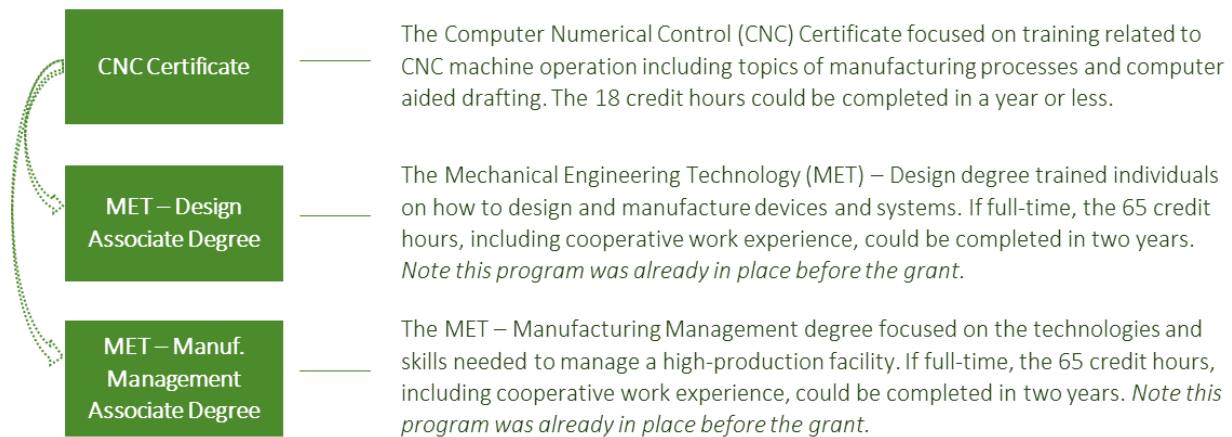 CNC Certificate
The Computer Numerical Control (CNC) Certificate focused on training related to
CNC machine operation including topics of manufacturing processes and computer
aided drafting. The 18 credit hours could be completed in a year or less.
MET – Design
Associate Degree
The Mechanical Engineering Technology (MET) – Design degree trained individuals
on how to design and manufacture devices and systems. If full-time, the 65 credit
hours, including cooperative work experience, could be completed in two years.
Note this program was already in place before the grant.
MET – Manuf.
Management
Associate Degree
The MET – Manufacturing Management degree focused on the technologies and
skills needed to manage a high-production facility. If full-time, the 65 credit hours,
including cooperative work experience, could be completed in two years. Note this
program was already in place before the grant.